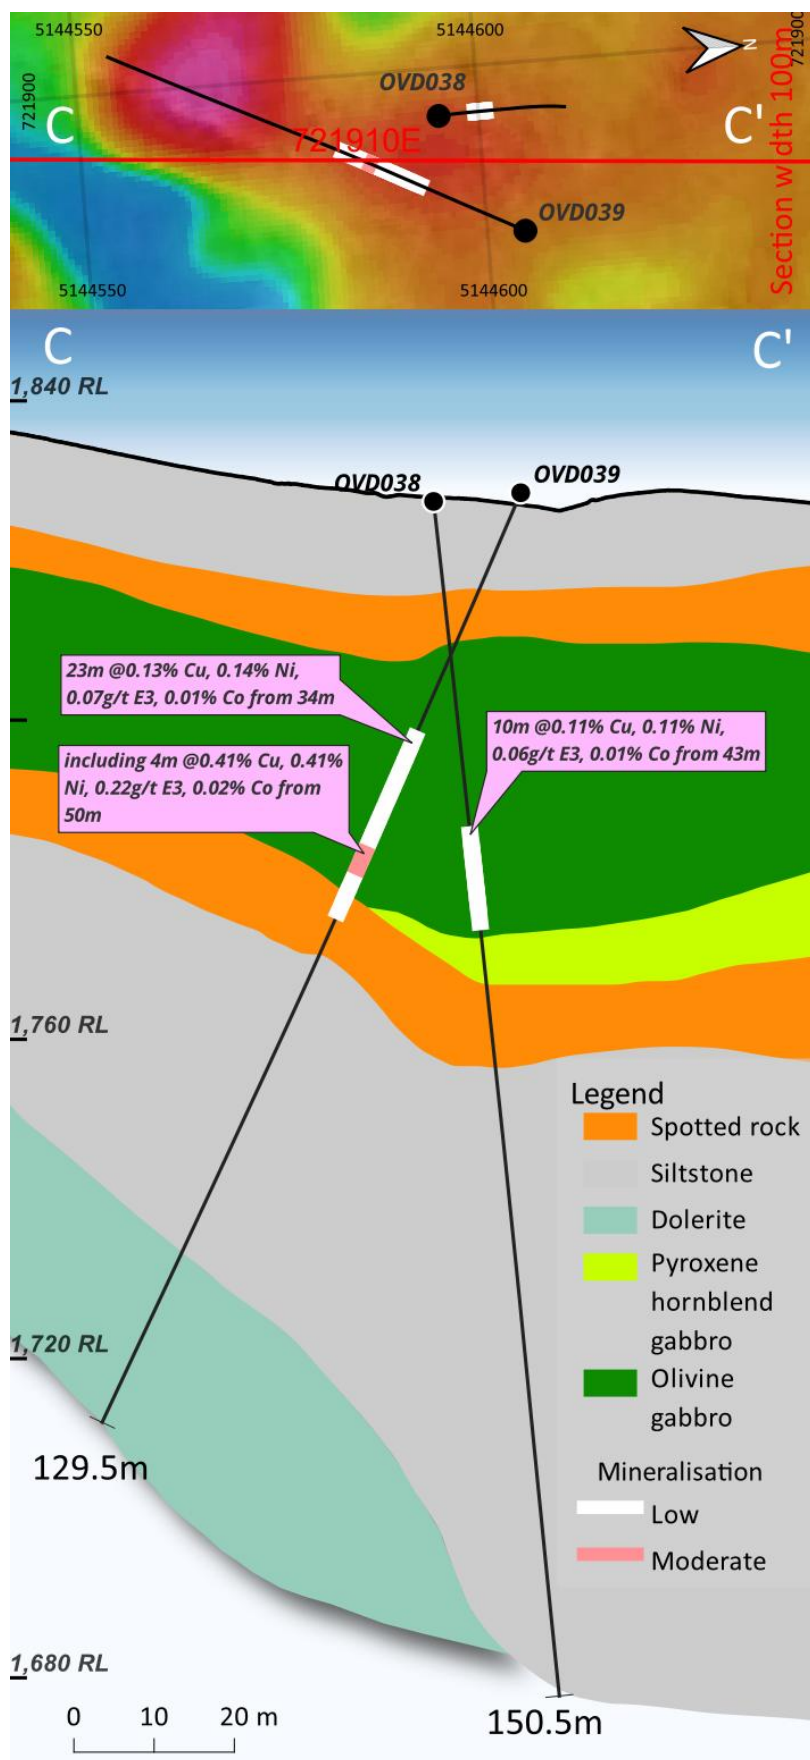 5144550
5144600
721900
N
721900
OVD038
C
C'
721910E
Section w dth 100m
OVD039
5144550
5144600
C
C'
1,840 RL
OVD038
OVD039
23m @0.13% Cu, 0.14% Ni,
0.07g/t E3, 0.01% Co from 34m
10m @0.11% Cu, 0.11% Ni,
0.06g/t E3, 0.01% Co from 43m
including 4m @0.41% Cu, 0.41%
Ni, 0.22g/t E3, 0.02% Co from
50m
1,760 RL
Legend
Spotted rock
Siltstone
Dolerite
Pyroxene
hornblend
gabbro
Olivine
gabbro
Mineralisation
Low
Moderate
1,720 RL
129.5m
1,680 RL
0 10 20 m
150.5m